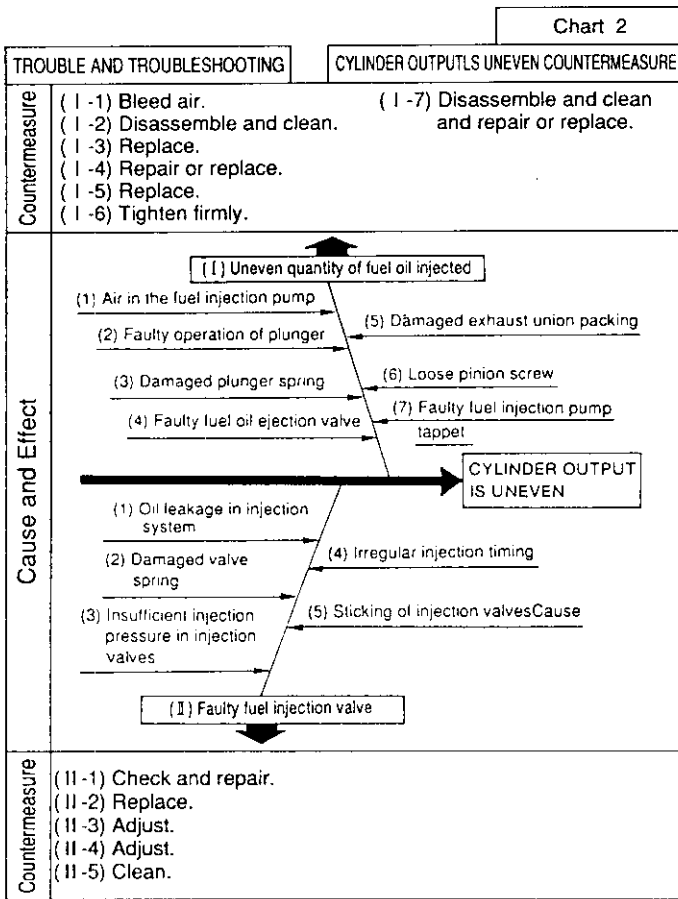 Chart 2
TROUBLE AND TROUBLESHOOTING
CYLINDER OUTPUTLS UNEVEN COUNTERMEASURE
Countermeasure
( I -1) Bleed air.
( I -2) Disassemble and clean.
( I -3) Replace.
( I -4) Repair or replace.
( I -5) Replace.
( I -6) Tighten firmly.
( I -7) Disassemble and clean
and repair or replace.
Cause and Effect
(I) Uneven quantity of fuel oil injected
(1) Air in the fuel injection pump
(2) Faulty operation of plunger
(3) Damaged plunger spring
(4) Faulty fuel oil ejection valve
(5) Damaged exhaust union packing
(6) Loose pinion screw
(7) Faulty fuel injection pump
tappet
CYLINDER OUTPUT
IS UNEVEN
(1) Oil leakage in injection
system
(2) Damaged valve
spring
(3) Insufficient injection
pressure in injection
valves
(4) Irregular injection timing
(5) Sticking of injection valvesCause
(II) Faulty fuel injection valve
Countermeasure
(II-1) Check and repair.
(II-2) Replace.
(II-3) Adjust.
(II-4) Adjust.
(II-5) Clean.